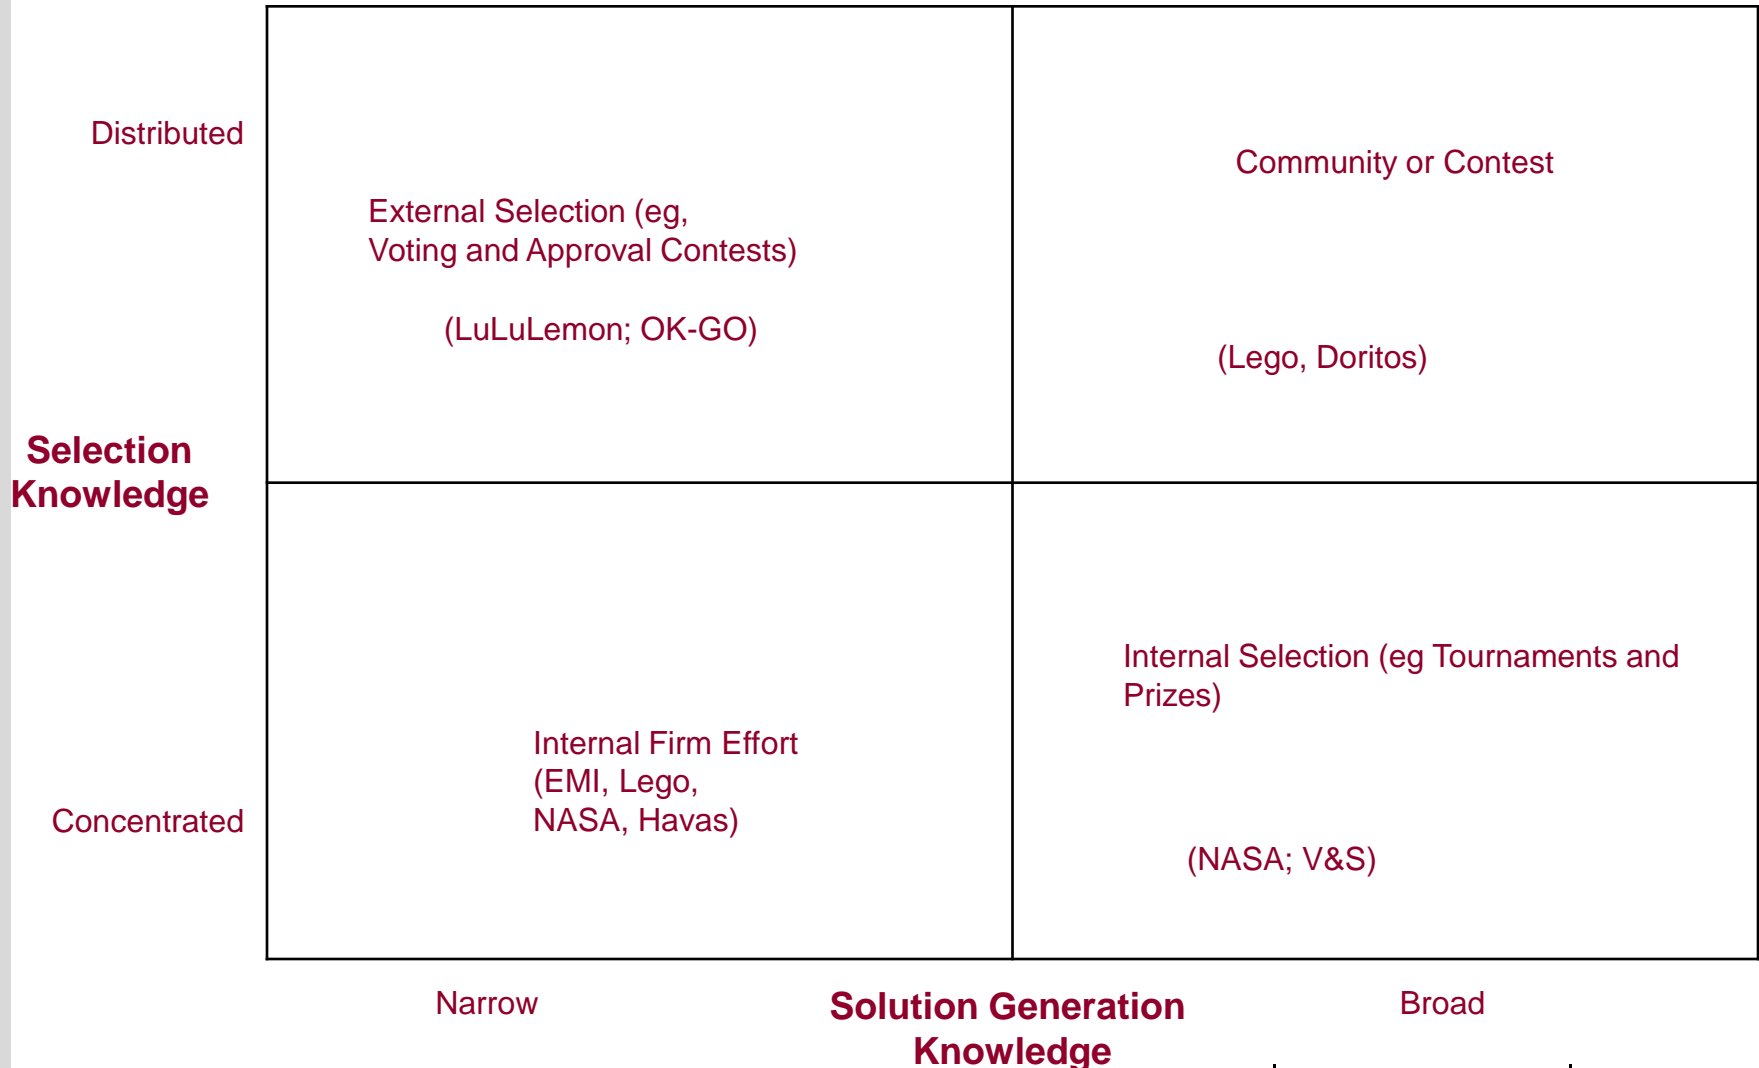 Distributed
Community or Contest
External Selection (eg,
Voting and Approval Contests)
(LuLuLemon; OK-GO)
(Lego, Doritos)
Selection
Knowledge
Internal Selection (eg Tournaments and
Prizes)
Internal Firm Effort
(EMI, Lego,
NASA, Havas)
Concentrated
(NASA; V&S)
Narrow
Solution Generation
Knowledge
Broad